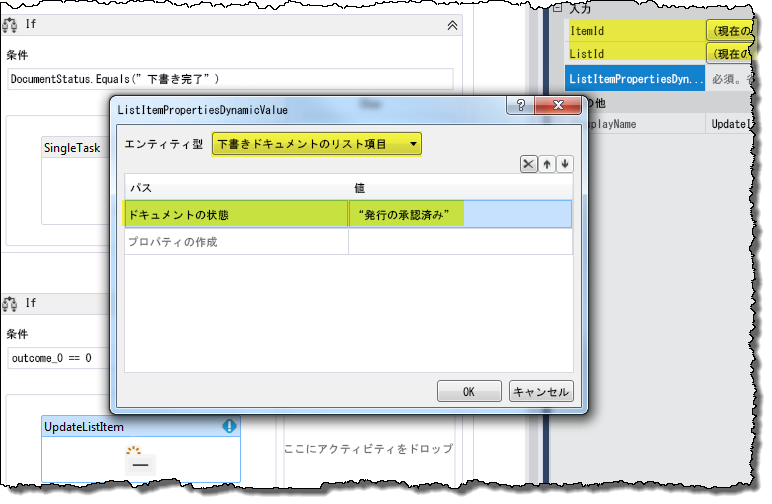 If
条件
DocumentStatus.Equals(”下書き完了”)
SingleTask
If
条件
outcome_0 == 0
UpdateListItem
ここにアクティビティをドロップ
ListItemPropertiesDynamicValue
?
エンティティ型
下書きドキュメントのリスト項目
パス
値
ドキュメントの状態
“発行の承認済み”
プロパティの作成
OK
キャンセル
入力
ItemId
(現在の
ListId
(現在の
ListItemPropertiesDyn...
必須。
の他
playName
UpdateL